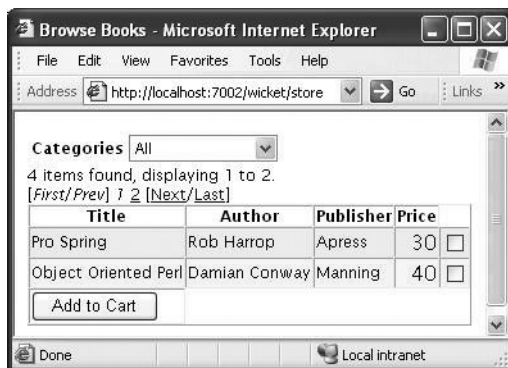 Browse Books - Microsoft Internet Explorer
File Edit View Favorites Tools Help
Address http://localhost:7002/wicket/store Go Links »
Categories All
4 items found, displaying 1 to 2.
[First/Prev] 1 2 [Next/Last]
Title Author Publisher Price
Pro Spring Rob Harrop Apress 30
Object Oriented Perl Damian Conway Manning 40
Add to Cart
Done Local intranet